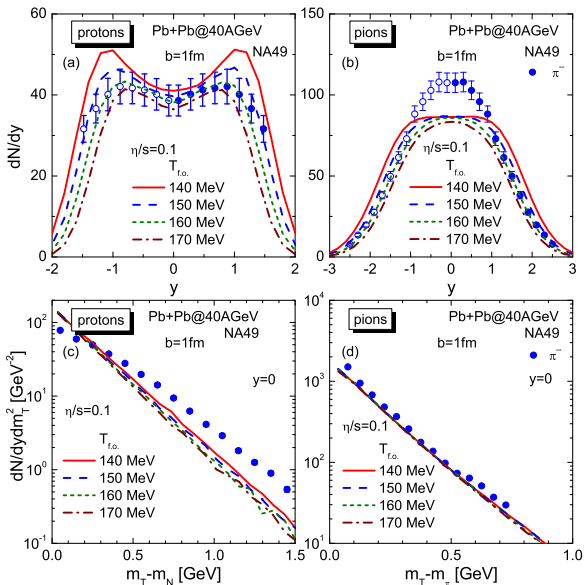 protons
Pb+Pb@40AGeV
b=1fm
NA49
(a)
dN/dy
60
40
20
0
η/s=0.1
T_f.o.
140 MeV
150 MeV
160 MeV
170 MeV
-2 -1 0 1 2
y
pions
Pb+Pb@40AGeV
b=1fm
NA49
(b)
π⁻
150
100
50
0
η/s=0.1
T_f.o.
140 MeV
150 MeV
160 MeV
170 MeV
-3 -2 -1 0 1 2 3
y
protons
Pb+Pb@40AGeV
NA49
(c)
b=1fm
y=0
dN/dydm_T^2 [GeV^-2]
10^2
10^1
10^0
10^-1
η/s=0.1
T_f.o.
140 MeV
150 MeV
160 MeV
170 MeV
0.0 0.5 1.0 1.5
m_T-m_N [GeV]
pions
Pb+Pb@40AGeV
NA49
(d)
b=1fm
π⁻
y=0
10^4
10^3
10^2
10^1
η/s=0.1
T_f.o.
140 MeV
150 MeV
160 MeV
170 MeV
0.0 0.5 1.0
m_T-m_π [GeV]